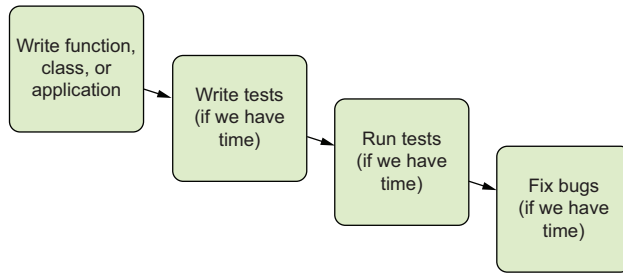 Write function,
class, or
application
Write tests
(if we have
time)
Run tests
(if we have
time)
Fix bugs
(if we have
time)